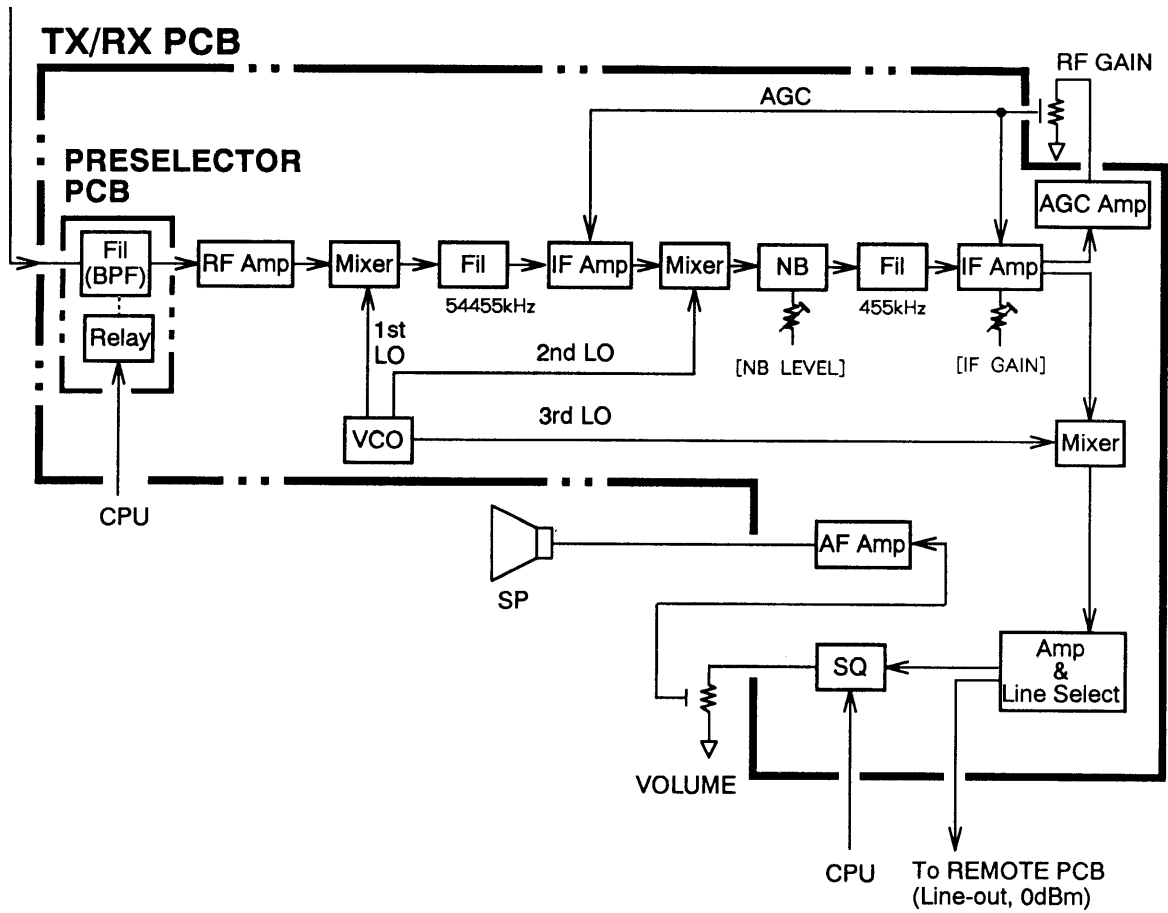 TX/RX PCB
RF GAIN
AGC
PRESELECTOR
PCB
AGC Amp
Fil
(BPF)
RF Amp
Mixer
Fil
IF Amp
Mixer
NB
Fil
IF Amp
54455kHz
455kHz
Relay
1st
LO
2nd LO
[NB LEVEL]
[IF GAIN]
3rd LO
VCO
Mixer
CPU
AF Amp
SP
SQ
Amp
&
Line Select
VOLUME
CPU
To REMOTE PCB
(Line-out, 0dBm)